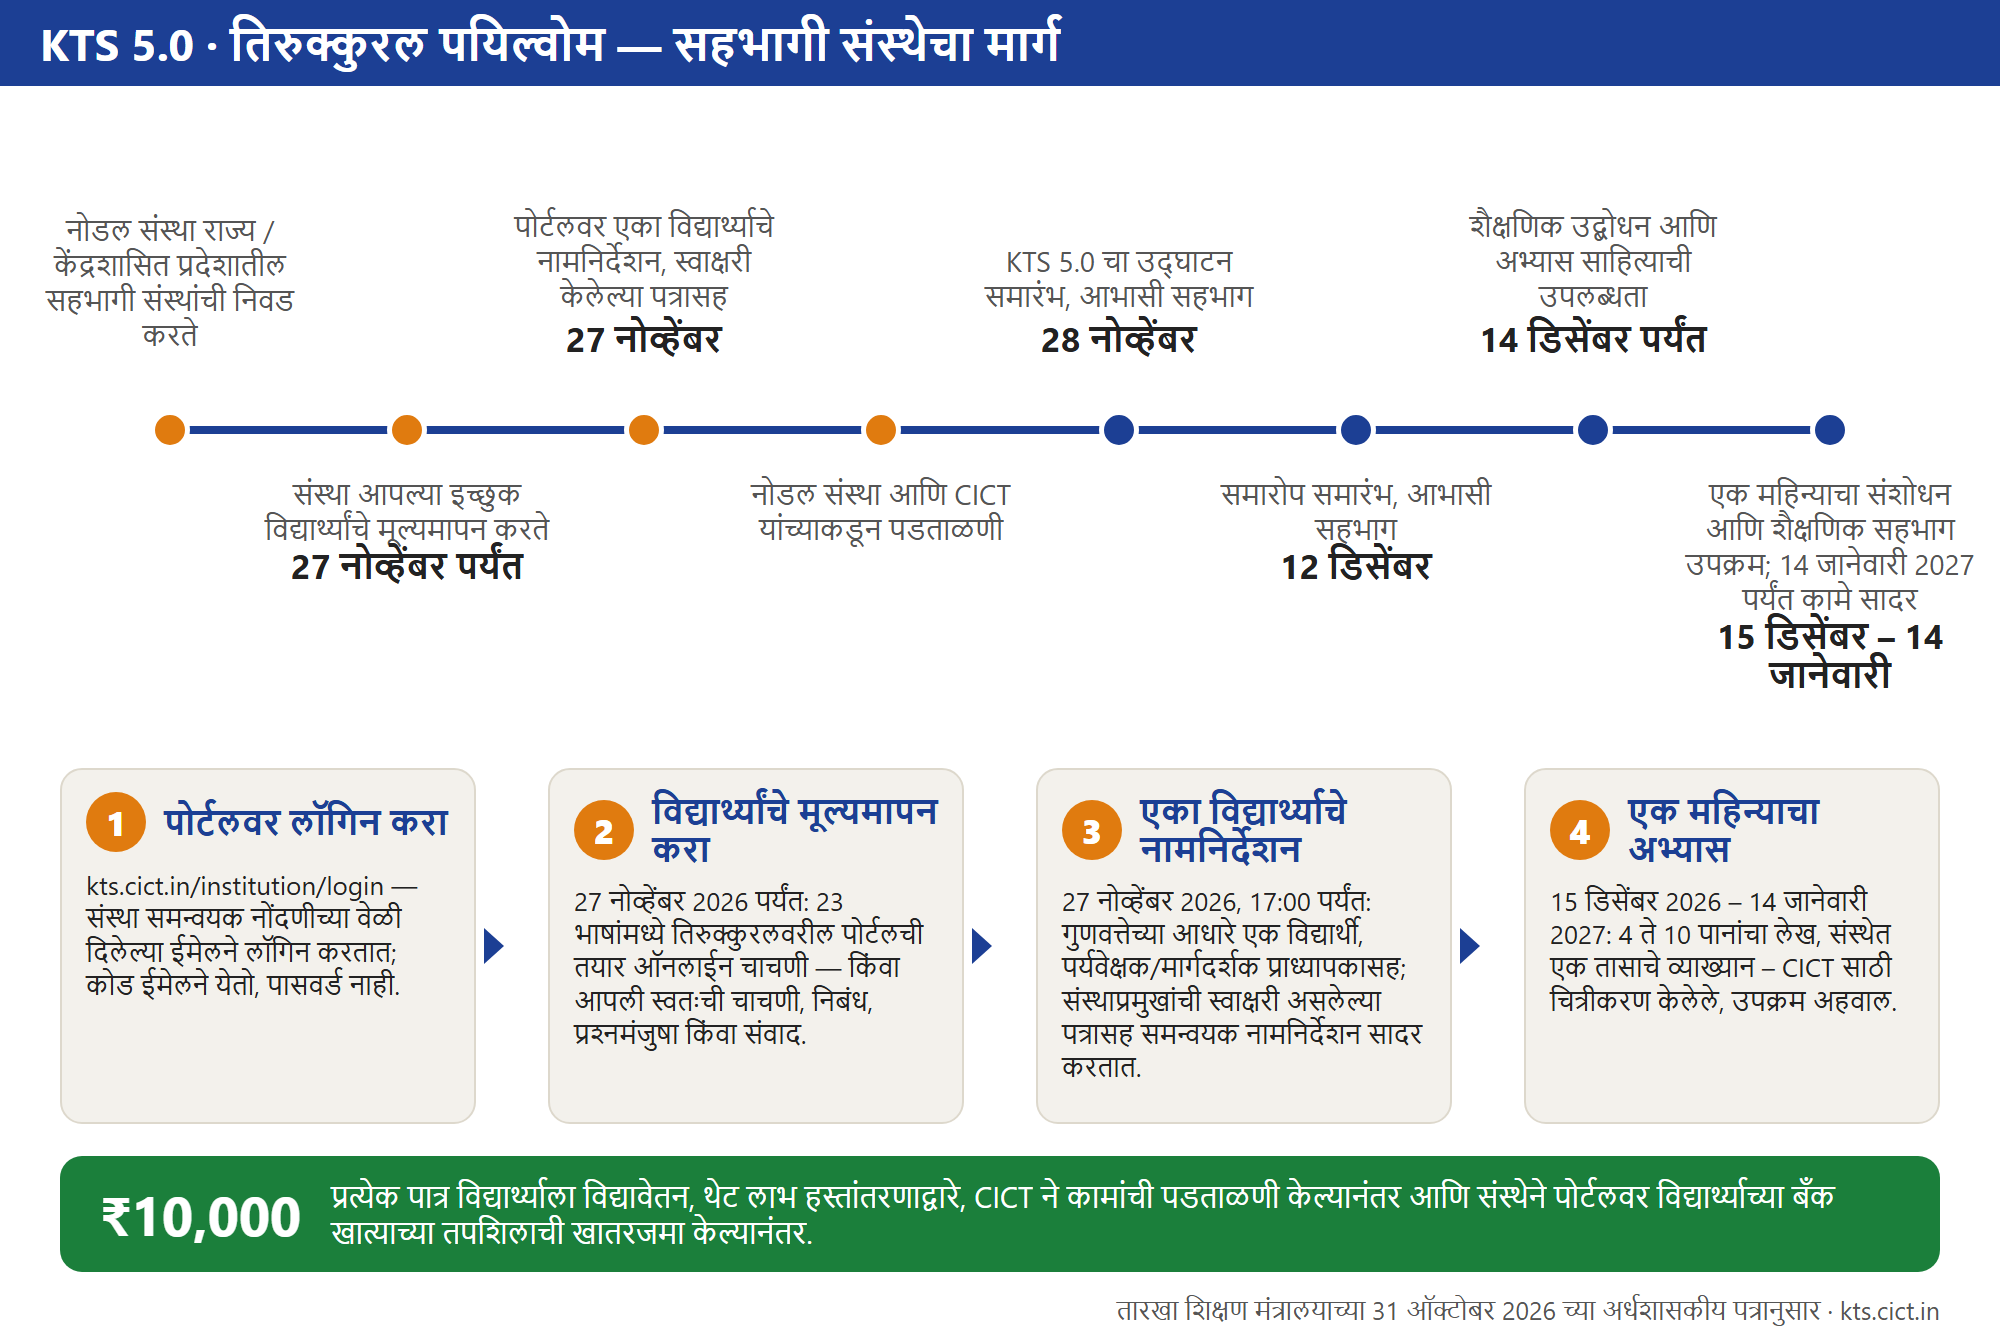 KTS 5.0 · तिरुक्कुरल पयिल्वोम — सहभागी संस्थेचा मार्ग
नोडल संस्था राज्य /
केंद्रशासित प्रदेशातील
सहभागी संस्थांची निवड
करते
पोर्टलवर एका विद्यार्थ्याचे
नामनिर्देशन, स्वाक्षरी
केलेल्या पत्रासह
27 नोव्हेंबर
KTS 5.0 चा उद्घाटन
समारंभ, आभासी सहभाग
28 नोव्हेंबर
शैक्षणिक उद्बोधन आणि
अभ्यास साहित्याची
उपलब्धता
14 डिसेंबर पर्यंत
संस्था आपल्या इच्छुक
विद्यार्थ्यांचे मूल्यमापन करते
27 नोव्हेंबर पर्यंत
नोडल संस्था आणि CICT
यांच्याकडून पडताळणी
समारोप समारंभ, आभासी
सहभाग
12 डिसेंबर
एक महिन्याचा संशोधन
आणि शैक्षणिक सहभाग
उपक्रम; 14 जानेवारी 2027
पर्यंत कामे सादर
15 डिसेंबर – 14
जानेवारी
1 पोर्टलवर लॉगिन करा
kts.cict.in/institution/login —
संस्था समन्वयक नोंदणीच्या वेळी
दिलेल्या ईमेलने लॉगिन करतात;
कोड ईमेलने येतो, पासवर्ड नाही.
2 विद्यार्थ्यांचे मूल्यमापन
करा
27 नोव्हेंबर 2026 पर्यंत: 23
भाषांमध्ये तिरुक्कुरलवरील पोर्टलची
तयार ऑनलाईन चाचणी — किंवा
आपली स्वतःची चाचणी, निबंध,
प्रश्नमंजुषा किंवा संवाद.
3 एका विद्यार्थ्याचे
नामनिर्देशन
27 नोव्हेंबर 2026, 17:00 पर्यंत:
गुणवत्तेच्या आधारे एक विद्यार्थी,
पर्यवेक्षक/मार्गदर्शक प्राध्यापकासह;
संस्थाप्रमुखांची स्वाक्षरी असलेल्या
पत्रासह समन्वयक नामनिर्देशन सादर
करतात.
4 एक महिन्याचा
अभ्यास
15 डिसेंबर 2026 – 14 जानेवारी
2027: 4 ते 10 पानांचा लेख, संस्थेत
एक तासाचे व्याख्यान – CICT साठी
चित्रीकरण केलेले, उपक्रम अहवाल.
₹10,000
प्रत्येक पात्र विद्यार्थ्याला विद्यावेतन, थेट लाभ हस्तांतरणाद्वारे, CICT ने कामांची पडताळणी केल्यानंतर आणि संस्थेने पोर्टलवर विद्यार्थ्याच्या बँक
खात्याच्या तपशिलाची खातरजमा केल्यानंतर.
तारखा शिक्षण मंत्रालयाच्या 31 ऑक्टोबर 2026 च्या अर्धशासकीय पत्रानुसार · kts.cict.in